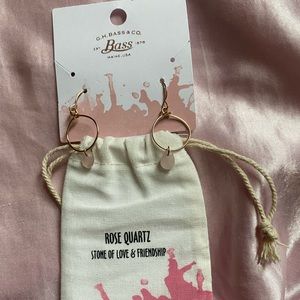 G.H. BASS & CO.
EST. Bass 1876
MAINE, USA
ROSE QUARTZ
STONE OF LOVE & FRIENDSHIP